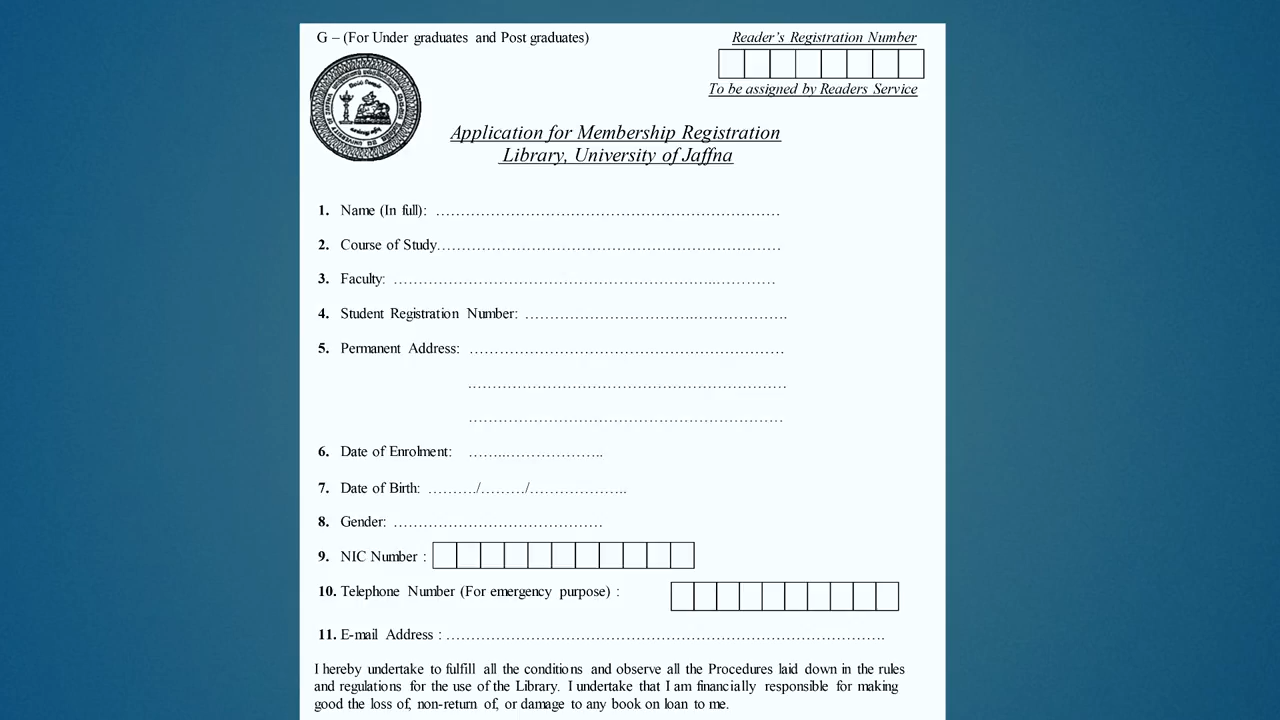 G – (For Under graduates and Post graduates)
Reader's Registration Number
To be assigned by Readers Service
Application for Membership Registration
Library, University of Jaffna
1. Name (In full): ……………………………………………………………
2. Course of Study……………………………………………………………
3. Faculty: ………………………………………………………..…………
4. Student Registration Number: …………………………….……………….
5. Permanent Address: ………………………………………………………
.………………………………………………………
………………………………………………………
6. Date of Enrolment: ……..………………..
7. Date of Birth: ………./………/………………..
8. Gender: ……………………………………
9. NIC Number :
10. Telephone Number (For emergency purpose) :
11. E-mail Address : …………………………………………………………………………….
I hereby undertake to fulfill all the conditions and observe all the Procedures laid down in the rules
and regulations for the use of the Library. I undertake that I am financially responsible for making
good the loss of, non-return of, or damage to any book on loan to me.